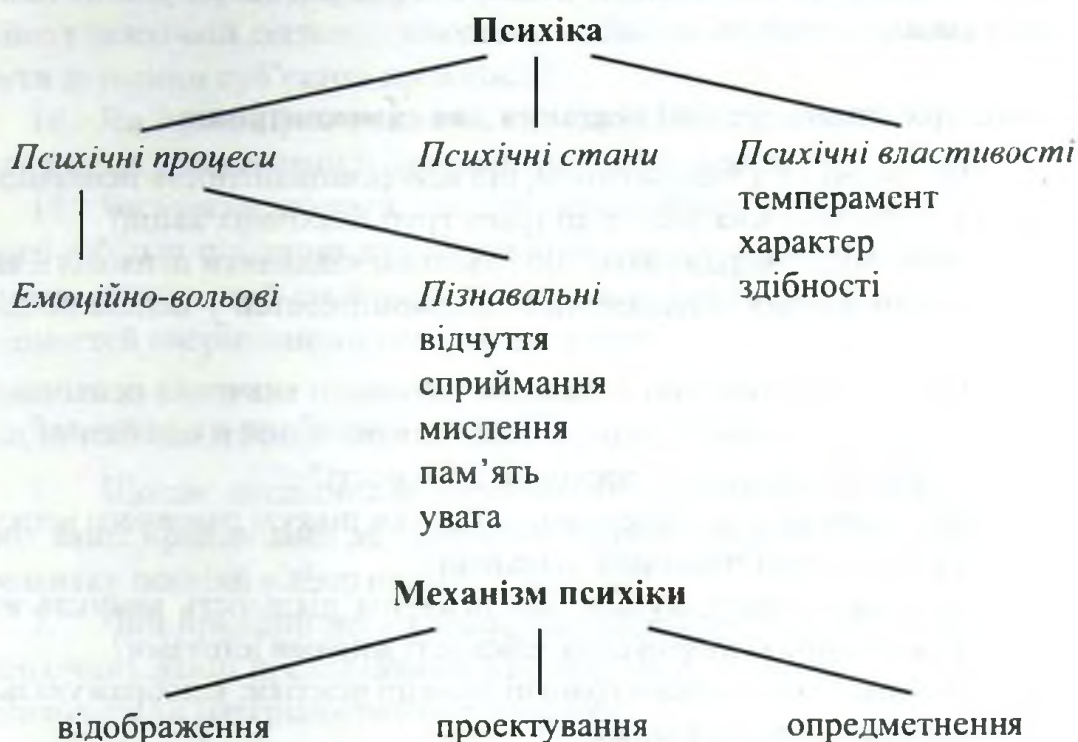 Психіка
Психічні процеси Психічні стани Психічні властивості
темперамент
характер
здібності
Емоційно-вольові Пізнавальні
відчуття
сприймання
мислення
пам’ять
увага
Механізм психіки
відображення проектування опредметнення